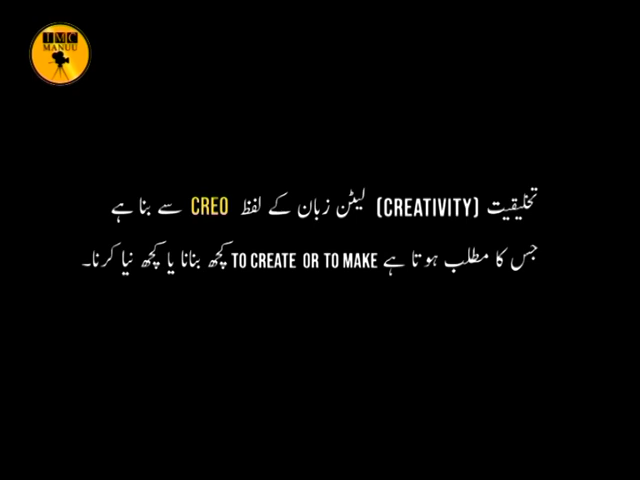 IMC
MANUU
تخلیقیت (CREATIVITY) لیٹن زبان کے لفظ CREO سے بنا ہے
جس کا مطلب ہوتا ہے TO CREATE OR TO MAKE کچھ بنانا یا کچھ نیا کرنا۔